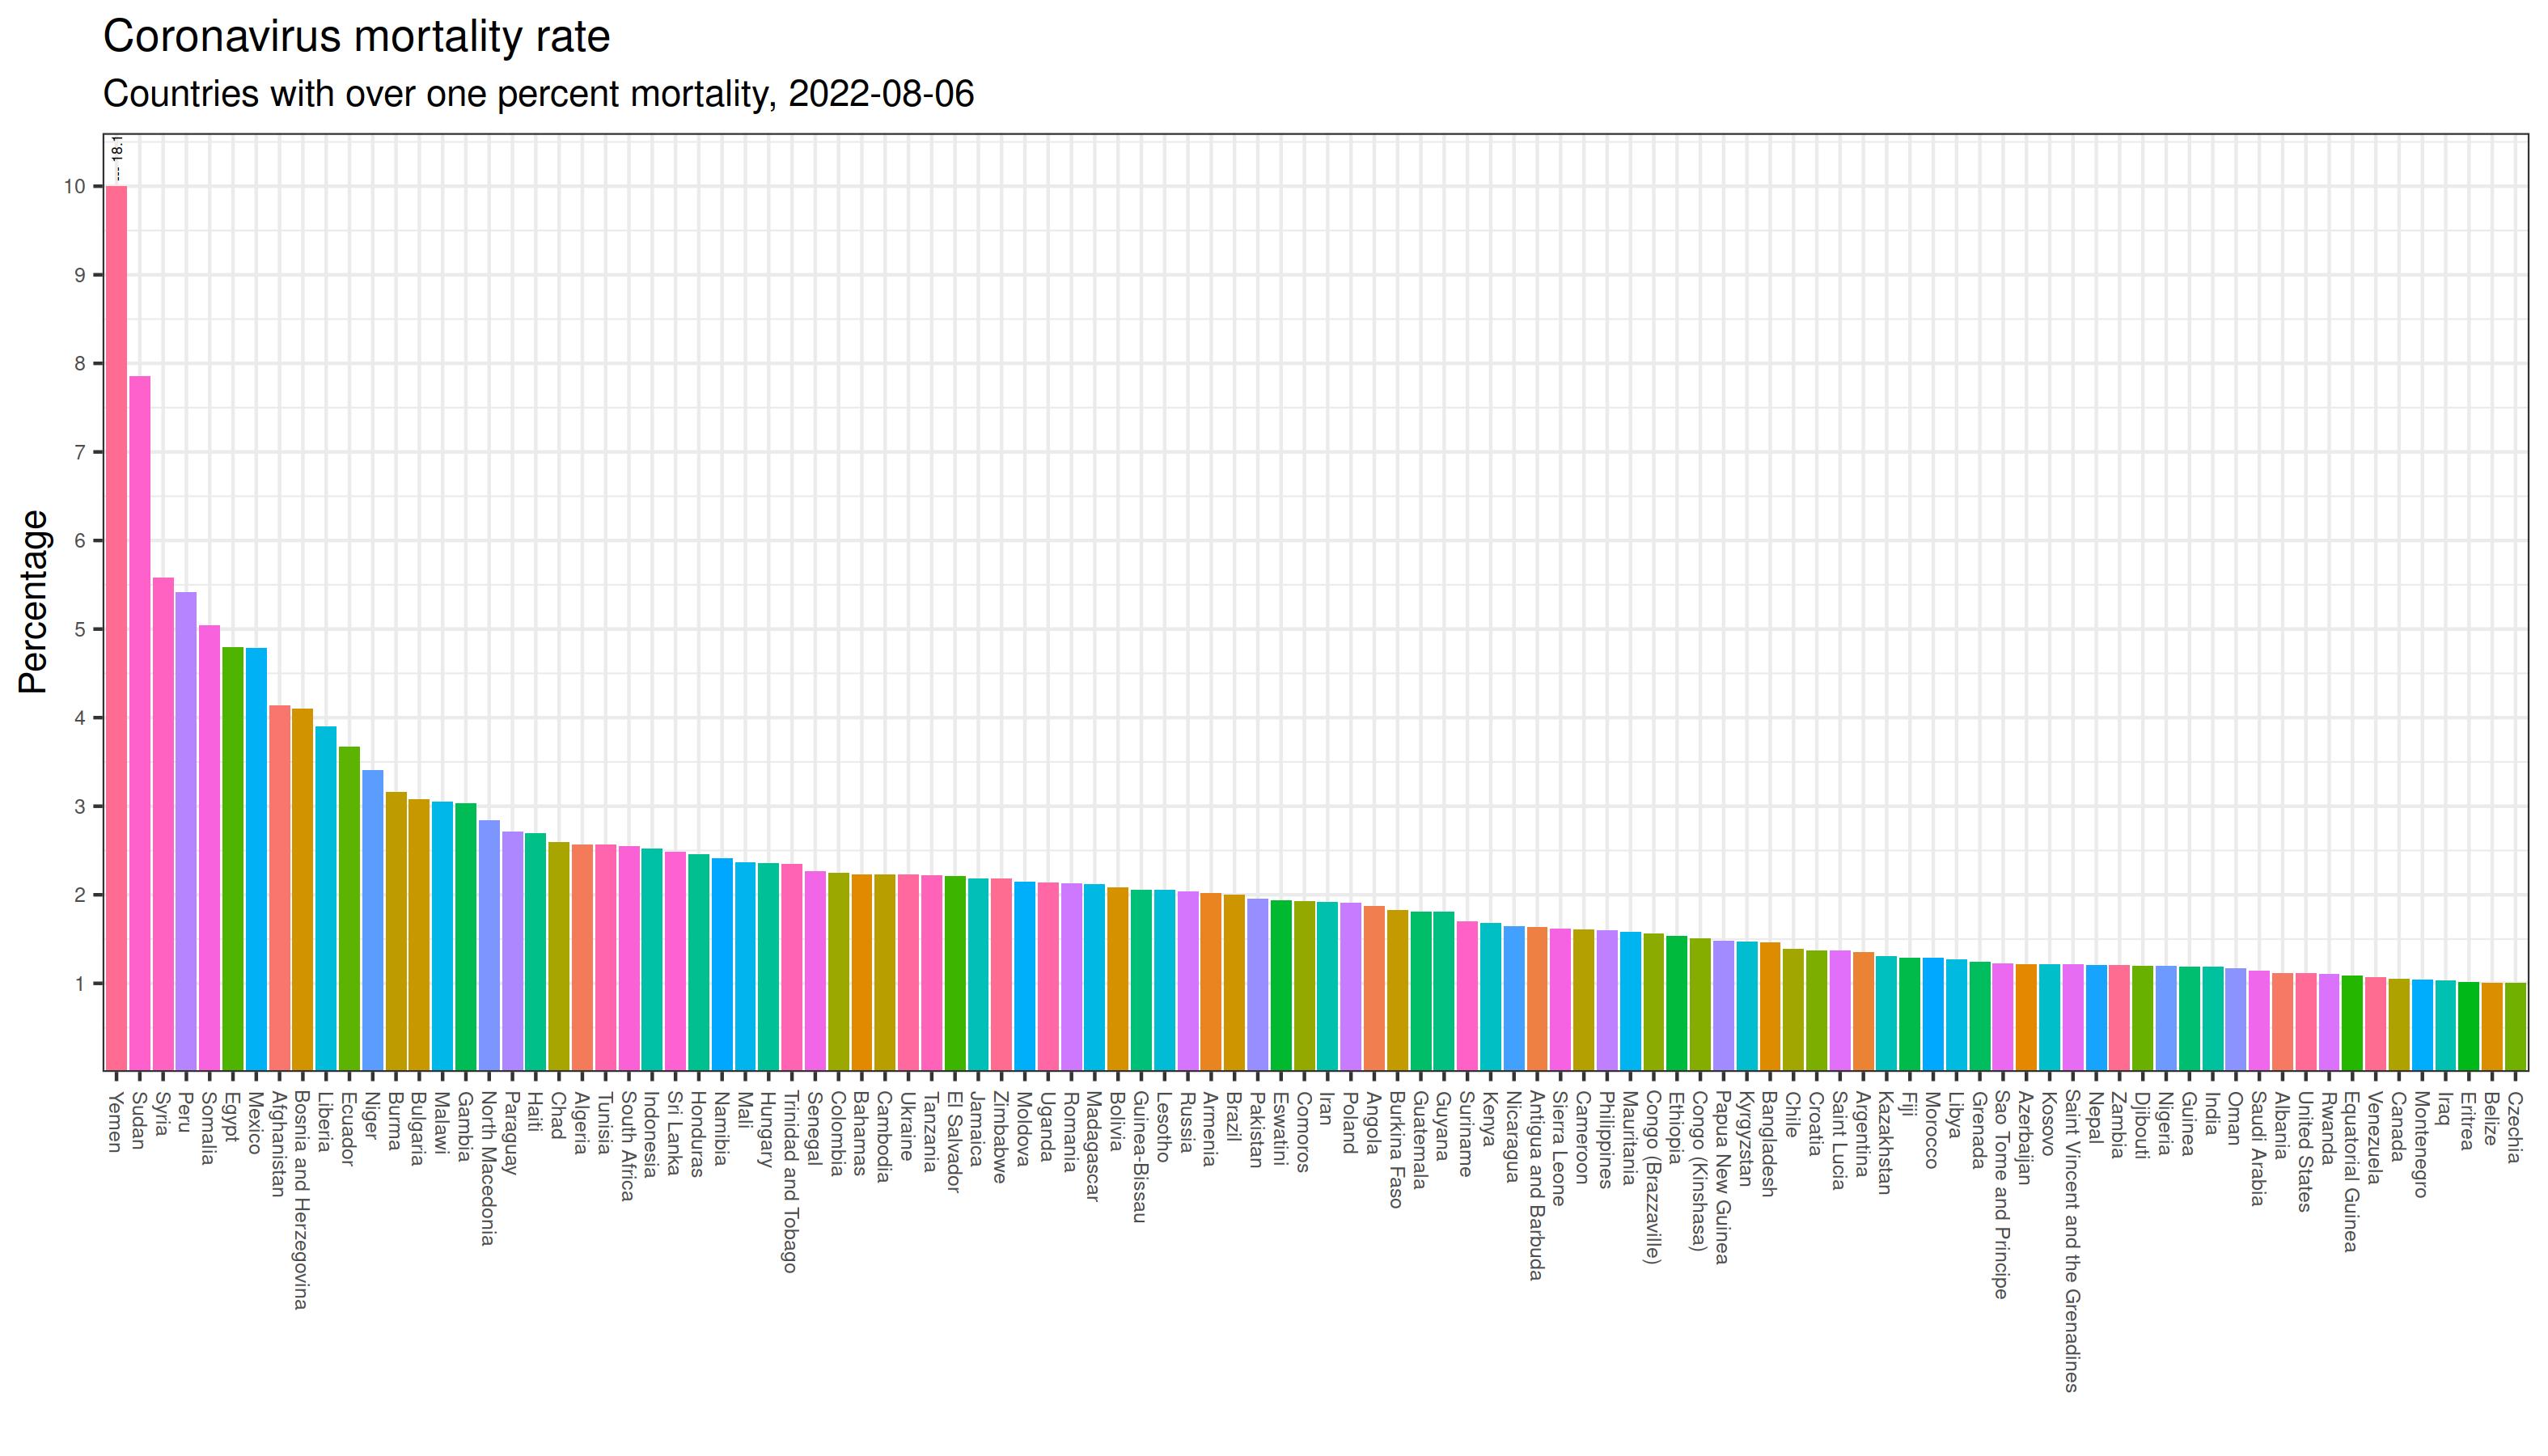 Coronavirus mortality rate
Countries with over one percent mortality, 2022-08-06
Percentage
10
9
8
7
6
5
4
3
2
1
--- 18.1
Yemen
Sudan
Syria
Peru
Somalia
Egypt
Mexico
Afghanistan
Bosnia and Herzegovina
Liberia
Ecuador
Niger
Burma
Bulgaria
Malawi
Gambia
North Macedonia
Paraguay
Haiti
Chad
Algeria
Tunisia
South Africa
Indonesia
Sri Lanka
Honduras
Namibia
Mali
Hungary
Trinidad and Tobago
Senegal
Colombia
Bahamas
Cambodia
Ukraine
Tanzania
El Salvador
Jamaica
Zimbabwe
Moldova
Uganda
Romania
Madagascar
Bolivia
Guinea-Bissau
Lesotho
Russia
Armenia
Brazil
Pakistan
Eswatini
Comoros
Iran
Poland
Angola
Burkina Faso
Guatemala
Guyana
Suriname
Kenya
Nicaragua
Antigua and Barbuda
Sierra Leone
Cameroon
Philippines
Mauritania
Congo (Brazzaville)
Ethiopia
Congo (Kinshasa)
Papua New Guinea
Kyrgyzstan
Bangladesh
Chile
Croatia
Saint Lucia
Argentina
Kazakhstan
Fiji
Morocco
Libya
Grenada
Sao Tome and Principe
Azerbaijan
Kosovo
Saint Vincent and the Grenadines
Nepal
Zambia
Djibouti
Nigeria
Guinea
India
Oman
Saudi Arabia
Albania
United States
Rwanda
Equatorial Guinea
Venezuela
Canada
Montenegro
Iraq
Eritrea
Belize
Czechia